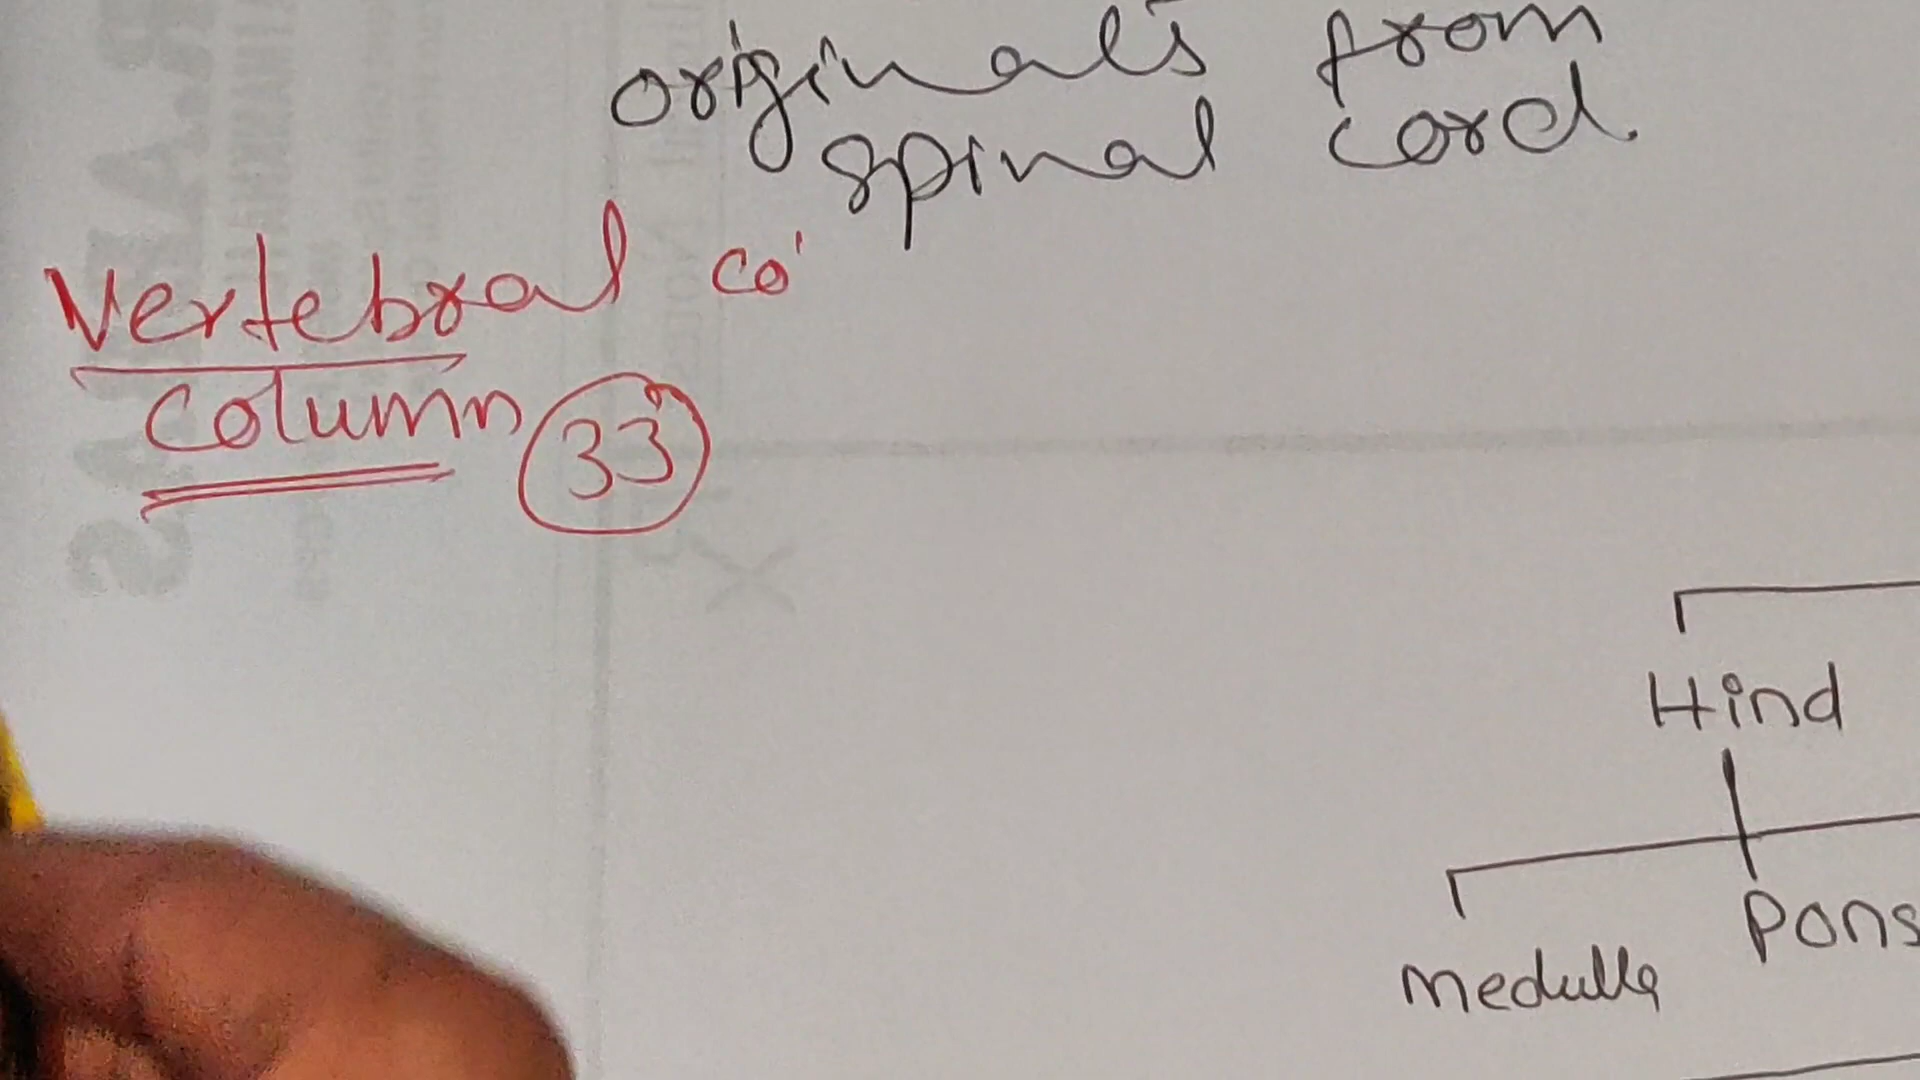 originals from
spinal cord
Vertebral co
column 33
Hind
Pons
Medulla